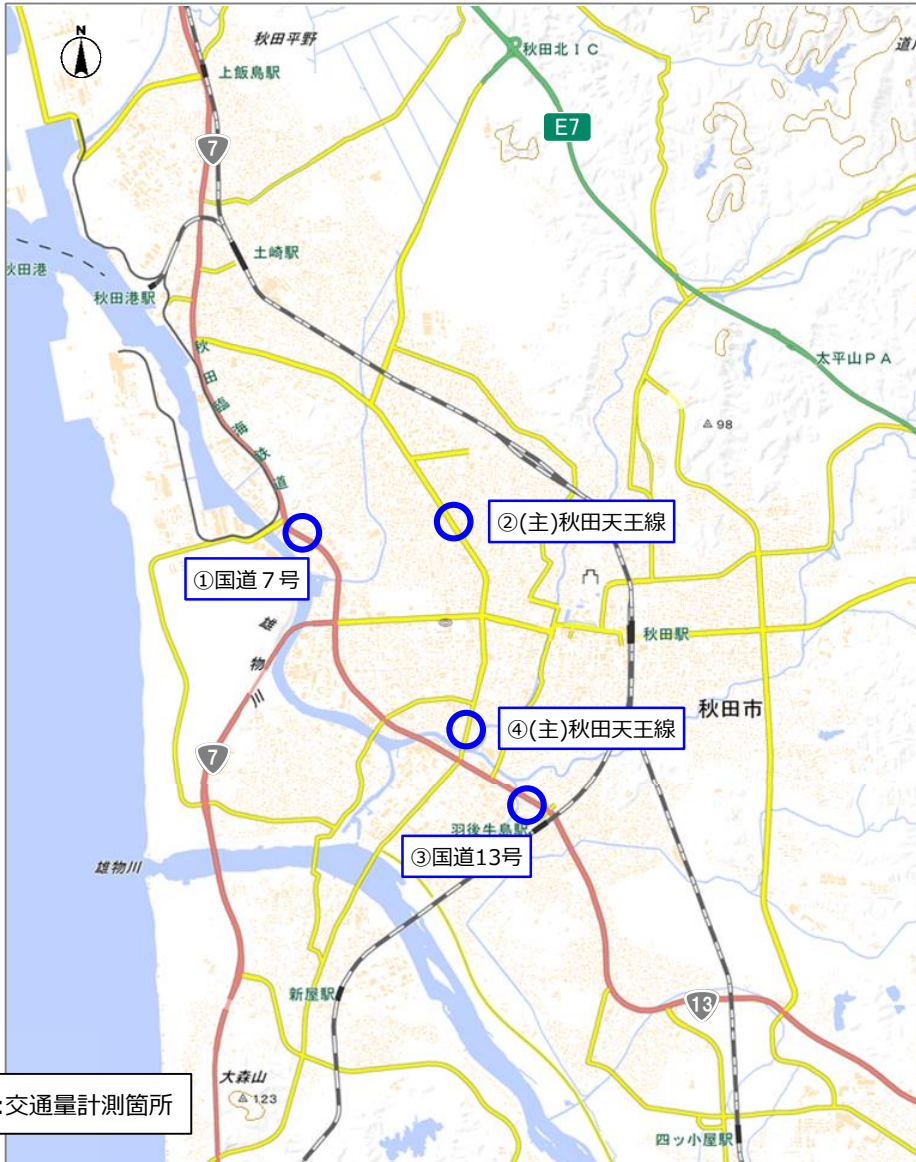 N
秋田平野
秋田北IC
道川
上飯島駅
E7
7
土崎駅
秋田港
秋田港駅
太平山PA
秋田臨海鉄道
98
②(主)秋田天王線
①国道7号
雄物川
秋田駅
秋田市
④(主)秋田天王線
7
羽後牛島駅
③国道13号
雄物川
新屋駅
13
大森山
123
:交通量計測箇所
四ッ小屋駅